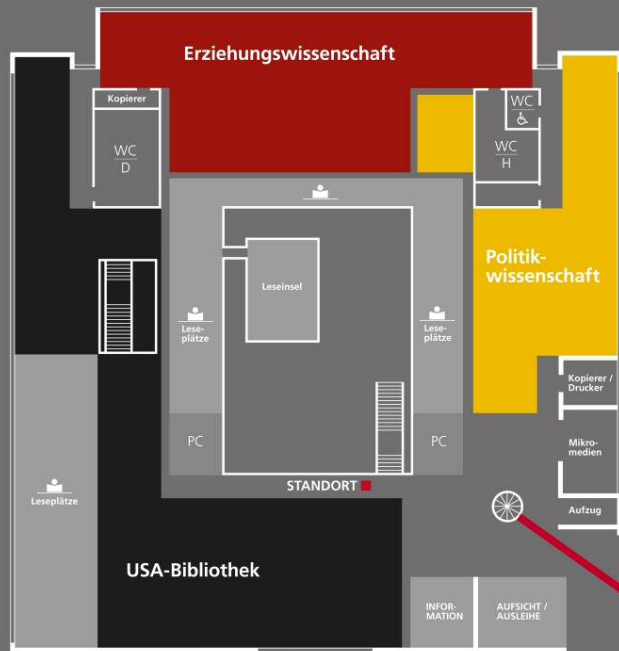 Erziehungswissenschaft
Kopierer
WC
D
WC
WC
H
Politik-
wissenschaft
Leseinsel
Lese-
plätze
Lese-
plätze
Kopierer /
Drucker
PC
PC
Mikro-
medien
STANDORT
Leseplätze
Aufzug
USA-Bibliothek
INFOR-
MATION
AUFSICHT /
AUSLEIHE